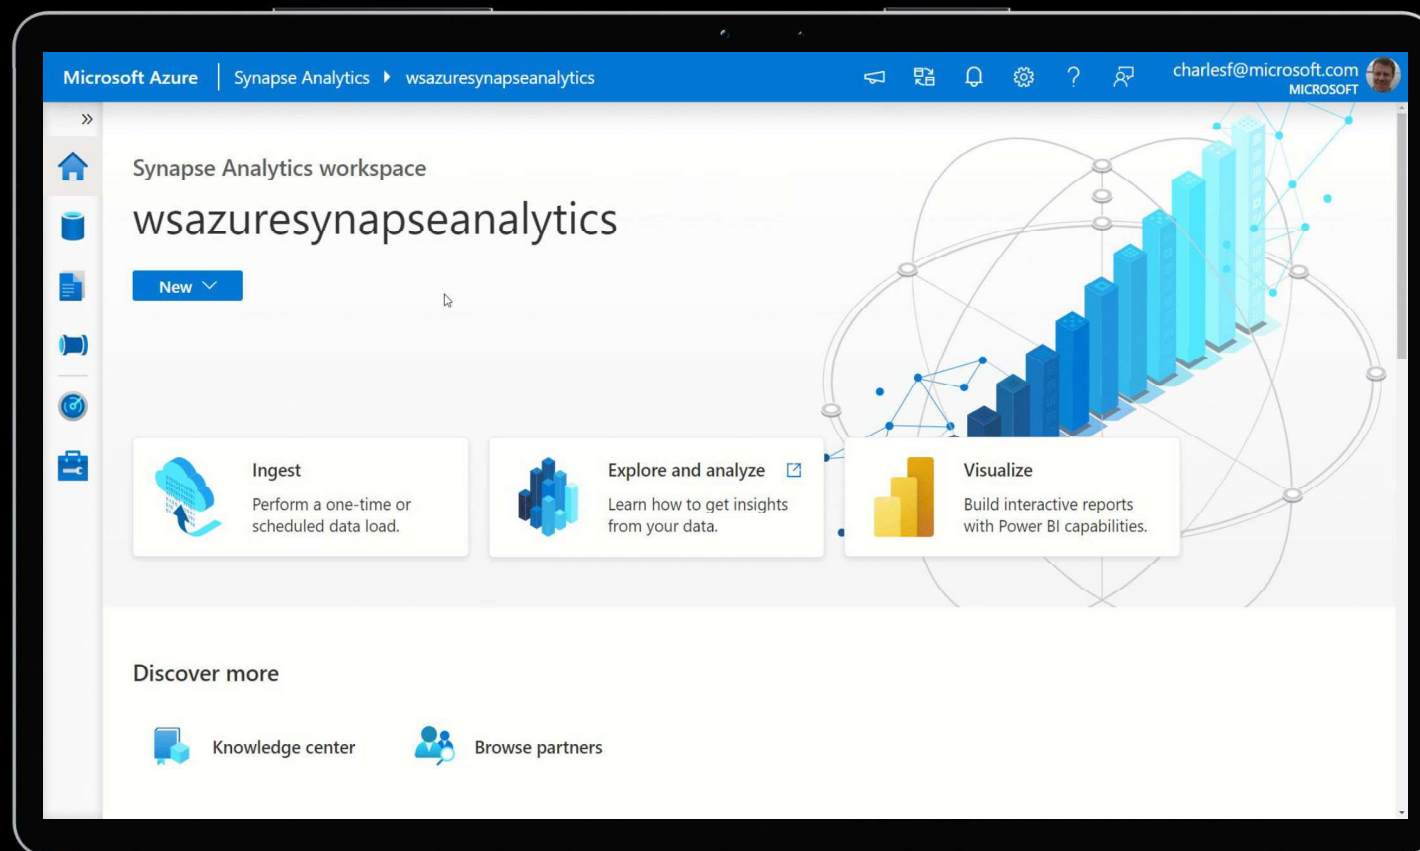 Microsoft Azure
Synapse Analytics
wsazuresynapseanalytics
charlesf@microsoft.com
MICROSOFT
Synapse Analytics workspace
wsazuresynapseanalytics
New
Ingest
Perform a one-time or
scheduled data load.
Explore and analyze
Learn how to get insights
from your data.
Visualize
Build interactive reports
with Power BI capabilities.
Discover more
Knowledge center
Browse partners